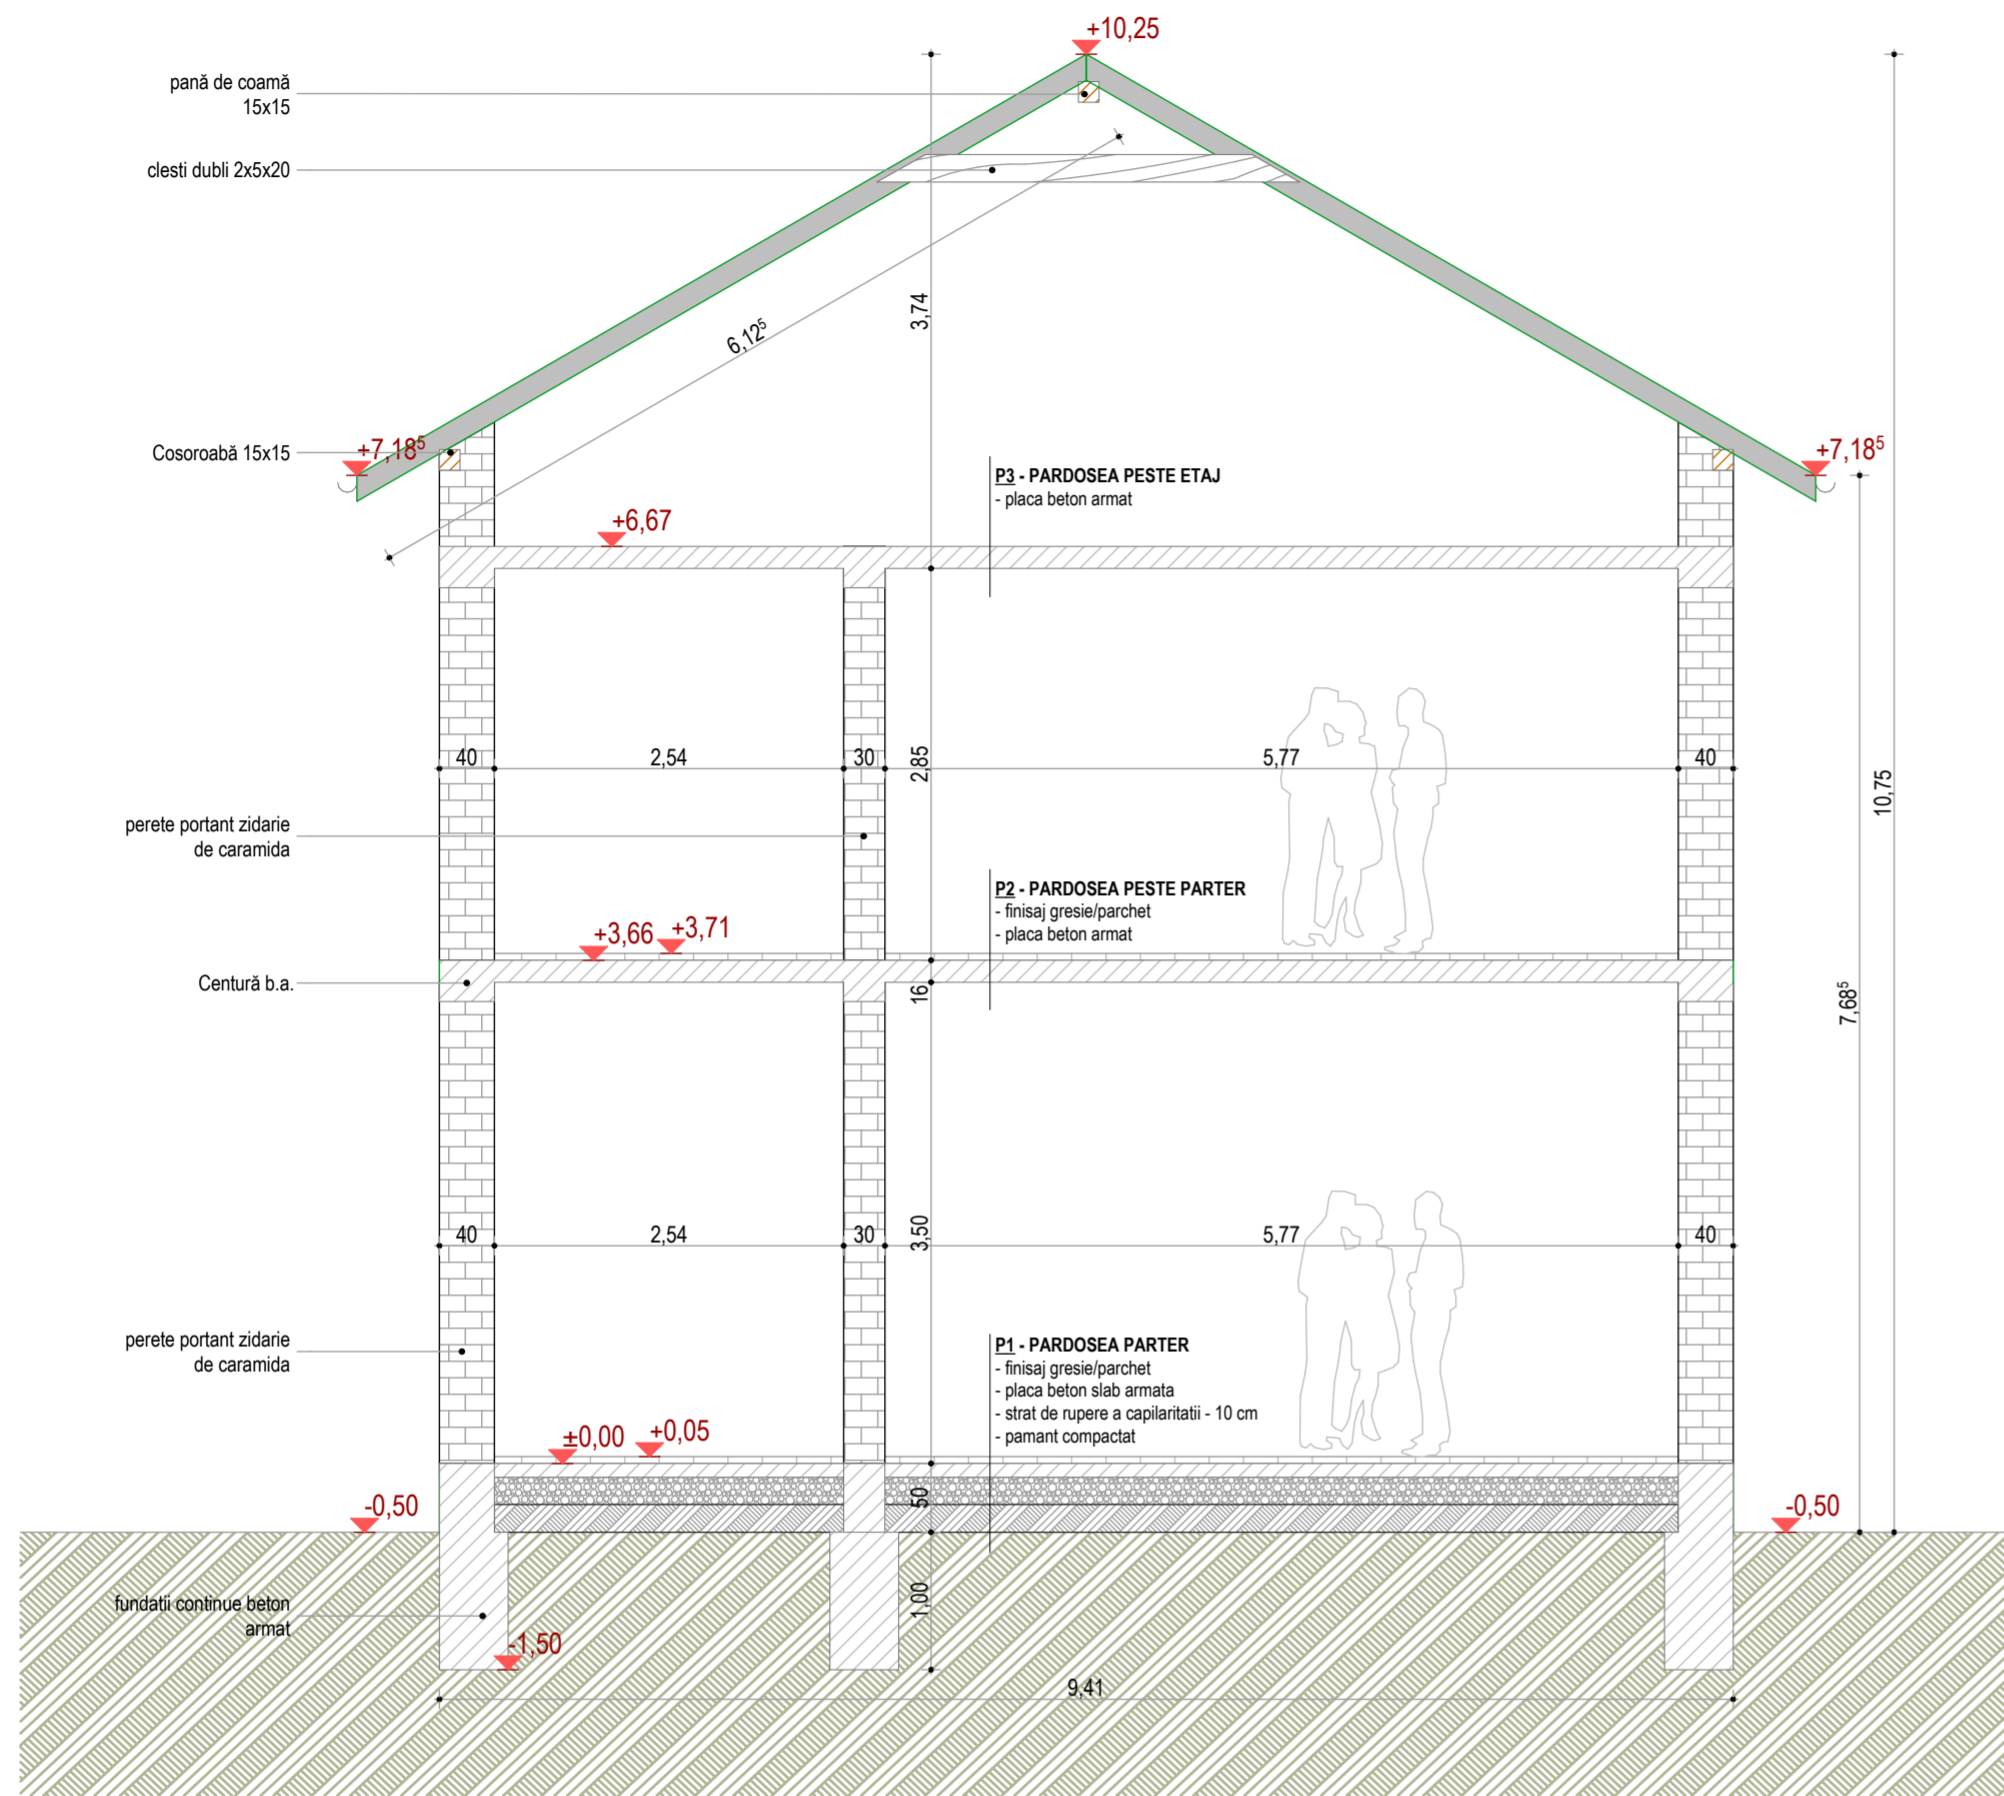 +10,25
pană de coamă
15x15
clesti dubli 2x5x20
3,74
6,12⁵
Cosoroabă 15x15
+7,18⁵
+7,18⁵
P3 - PARDOSEA PESTE ETAJ
- placa beton armat
+6,67
40
2,54
30
2,85
5,77
40
10,75
perete portant zidarie
de caramida
P2 - PARDOSEA PESTE PARTER
- finisaj gresie/parchet
- placa beton armat
+3,66
+3,71
Centură b.a.
16
7,68⁵
40
2,54
30
3,50
5,77
40
perete portant zidarie
de caramida
P1 - PARDOSEA PARTER
- finisaj gresie/parchet
- placa beton slab armata
- strat de rupere a capilaritatii - 10 cm
- pamant compactat
±0,00
+0,05
-0,50
50
-0,50
fundatii continue beton
armat
1,00
-1,50
9,41